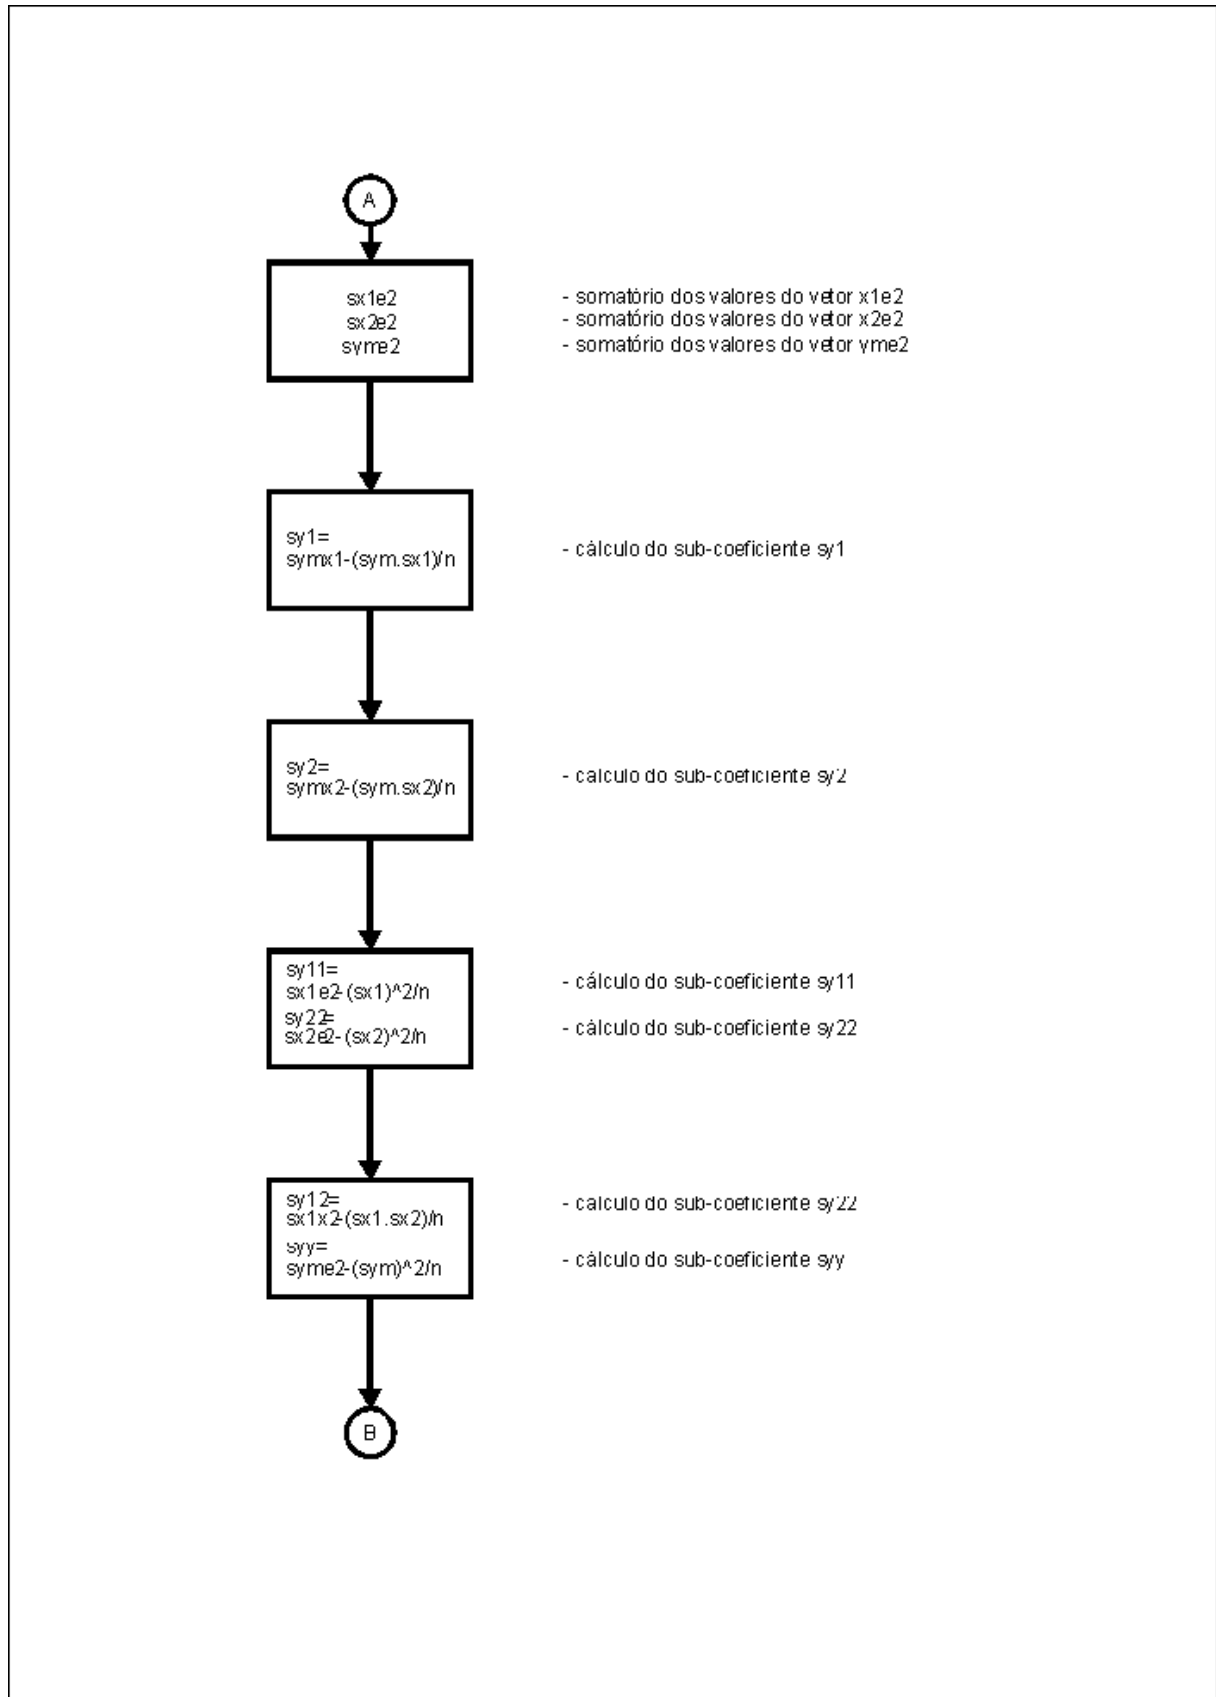 A
sx1e2
sx2e2
syme2
- somatório dos valores do vetor x1e2
- somatório dos valores do vetor x2e2
- somatório dos valores do vetor yme2
sy1=
symx1-(sym.sx1)/n
- cálculo do sub-coeficiente sy1
sy2=
symx2-(sym.sx2)/n
- cálculo do sub-coeficiente sy2
sy11=
sx1e2-(sx1)^2/n
sy22=
sx2e2-(sx2)^2/n
- cálculo do sub-coeficiente sy11
- cálculo do sub-coeficiente sy22
sy12=
sx1x2-(sx1.sx2)/n
syy=
syme2-(sym)^2/n
- cálculo do sub-coeficiente sy22
- cálculo do sub-coeficiente syy
B